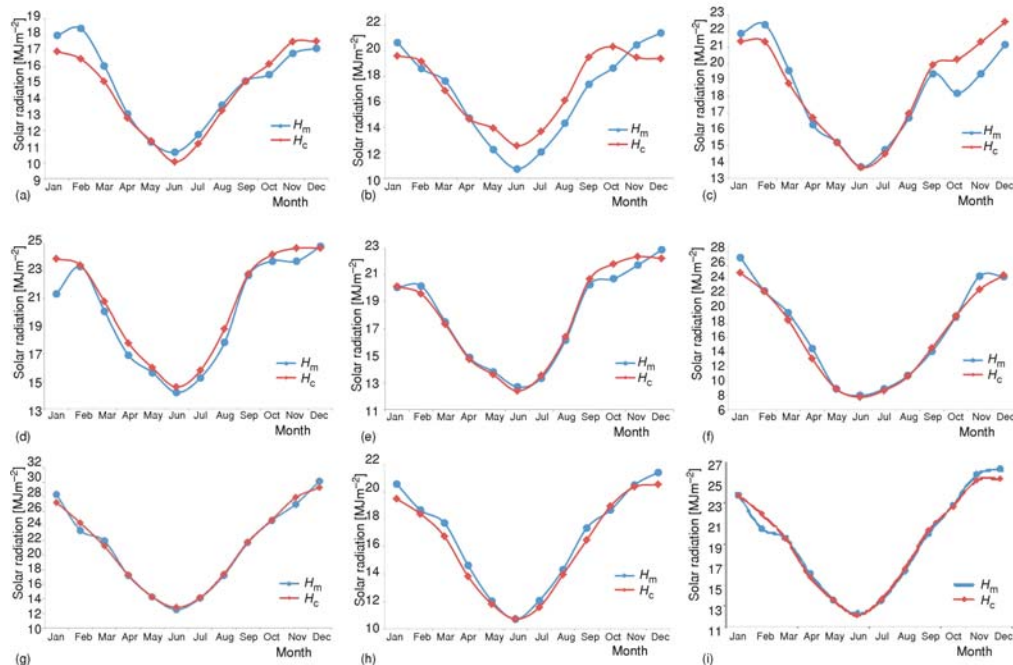 Solar radiation [MJm⁻²]
19
18
17
16
15
14
13
12
11
10
9
Jan Feb Mar Apr May Jun Jul Aug Sep Oct Nov Dec
Month
Hm
Hc
(a)
Solar radiation [MJm⁻²]
22
20
18
16
14
12
10
Jan Feb Mar Apr May Jun Jul Aug Sep Oct Nov Dec
Month
Hm
Hc
(b)
Solar radiation [MJm⁻²]
23
22
21
20
19
18
17
16
15
14
13
Jan Feb Mar Apr May Jun Jul Aug Sep Oct Nov Dec
Month
Hm
Hc
(c)
Solar radiation [MJm⁻²]
25
23
21
19
17
15
13
Jan Feb Mar Apr May Jun Jul Aug Sep Oct Nov Dec
Month
Hm
Hc
(d)
Solar radiation [MJm⁻²]
23
21
19
17
15
13
11
Jan Feb Mar Apr May Jun Jul Aug Sep Oct Nov Dec
Month
Hm
Hc
(e)
Solar radiation [MJm⁻²]
28
26
24
22
20
18
16
14
12
10
8
6
Jan Feb Mar Apr May Jun Jul Aug Sep Oct Nov Dec
Month
Hm
Hc
(f)
Solar radiation [MJm⁻²]
32
30
28
26
24
22
20
18
16
14
12
10
Jan Feb Mar Apr May Jun Jul Aug Sep Oct Nov Dec
Month
Hm
Hc
(g)
Solar radiation [MJm⁻²]
22
20
18
16
14
12
10
Jan Feb Mar Apr May Jun Jul Aug Sep Oct Nov Dec
Month
Hm
Hc
(h)
Solar radiation [MJm⁻²]
27
25
23
21
19
17
15
13
11
Jan Feb Mar Apr May Jun Jul Aug Sep Oct Nov Dec
Month
Hm
Hc
(i)